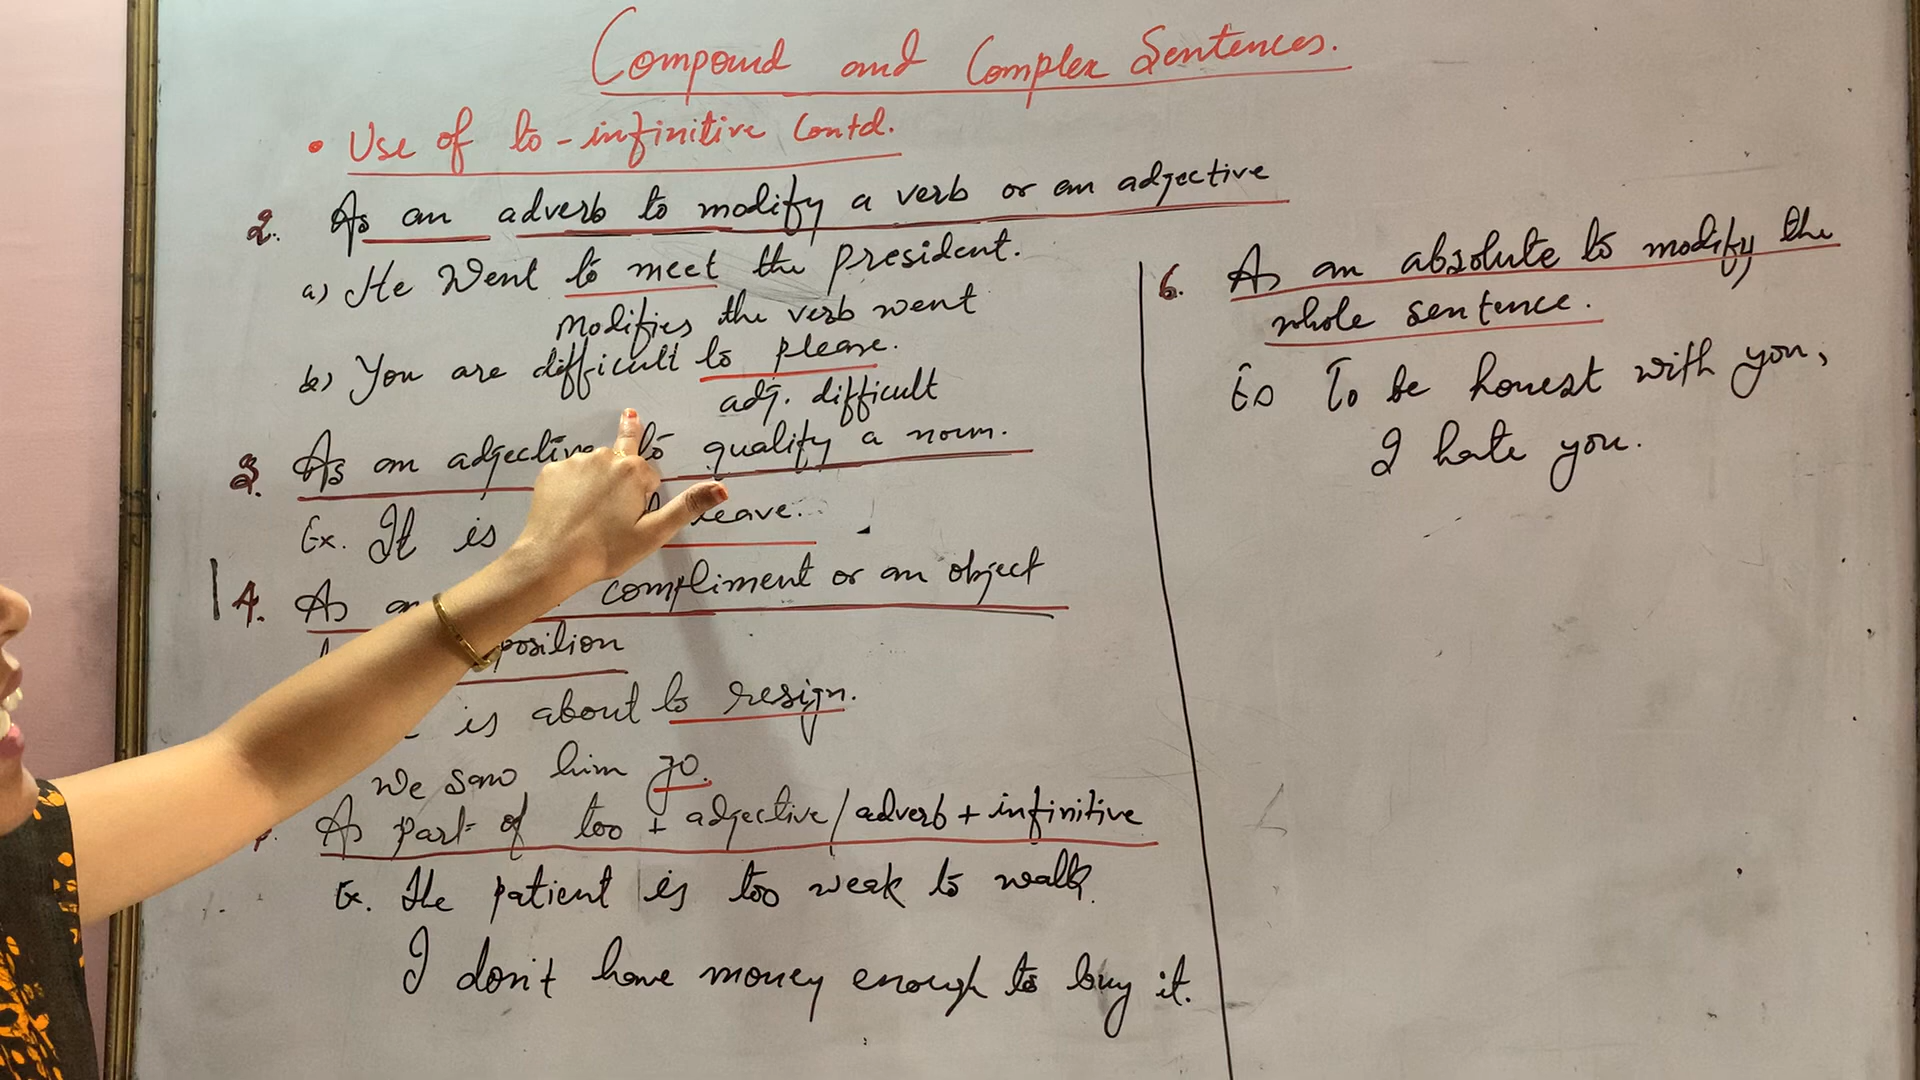 Compound and Complex Sentences.
• Use of to-infinitive Contd.
2. As an adverb to modify a verb or an adjective
a) He Went to meet the president.
Modifies the verb went
b) You are difficult to please.
adj. difficult
3. As an adjective to qualify a noun.
Ex. It is leave.
4. As compliment or an object
position
is about to resign.
We saw him go.
As part of too + adjective/adverb + infinitive
Ex. The patient is too weak to walk.
I don't have money enough to buy it.
6. As an absolute to modify the
whole sentence.
To be honest with you,
I hate you.